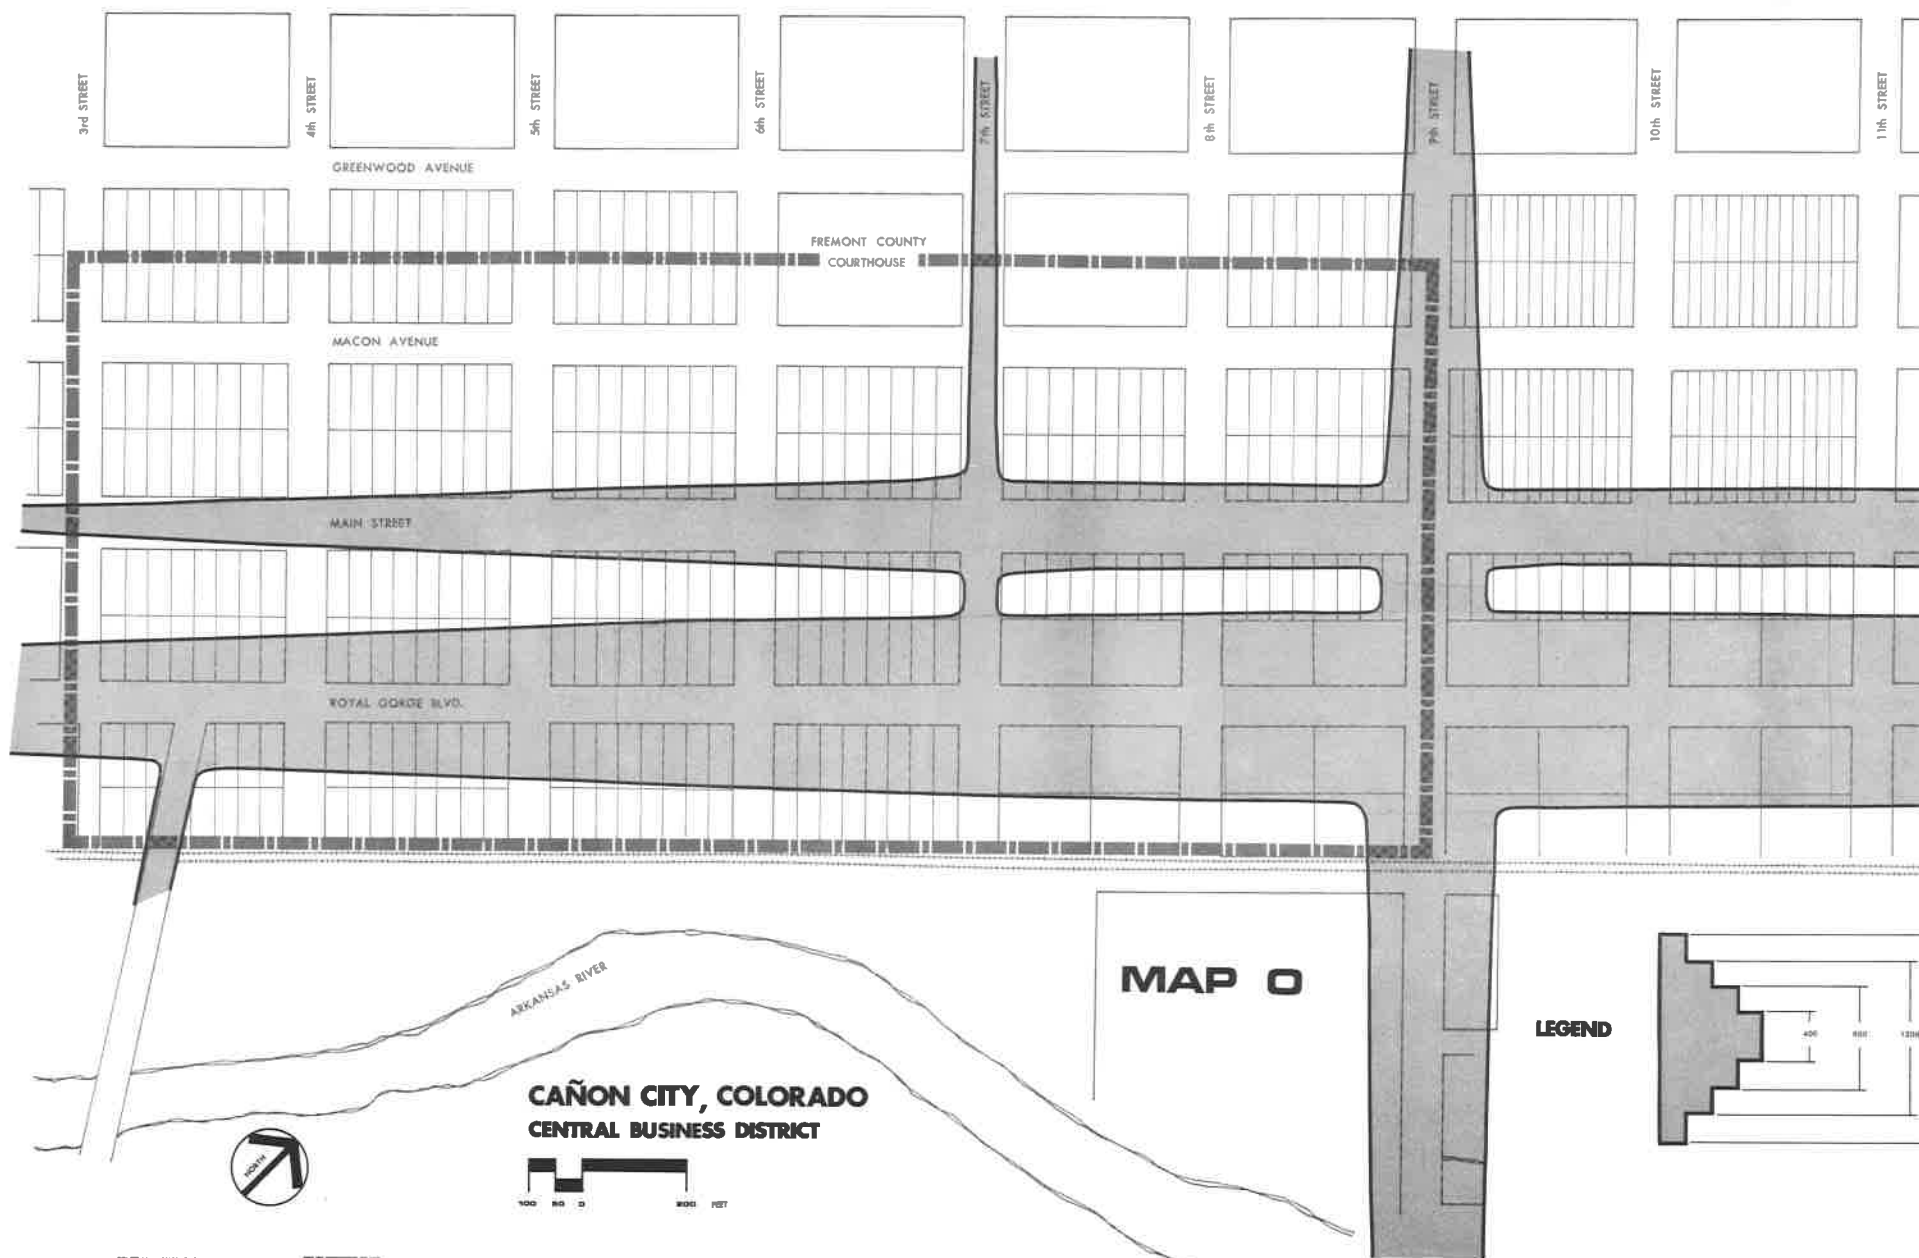 3rd STREET
4th STREET
5th STREET
6th STREET
7th STREET
8th STREET
9th STREET
10th STREET
11th STREET
GREENWOOD AVENUE
FREMONT COUNTY
COURTHOUSE
MACON AVENUE
MAIN STREET
ROYAL GORGE BLVD.
ARKANSAS RIVER
MAP O
LEGEND
400
800
1200
CAÑON CITY, COLORADO
CENTRAL BUSINESS DISTRICT
NORTH
100 50 0 200 FEET